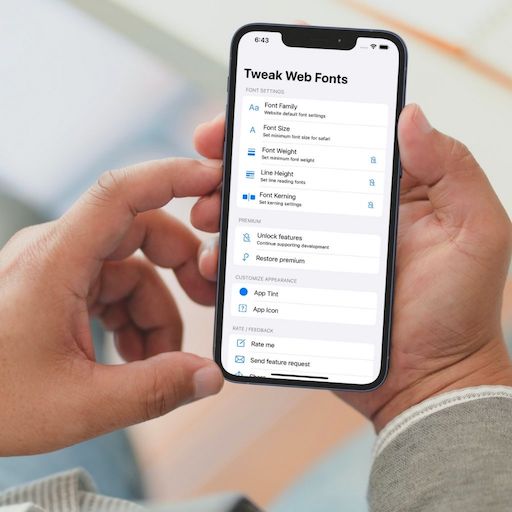 6:43
Tweak Web Fonts
FONT SETTINGS
Aa Font Family
Website default font settings
A Font Size
Set minimum font size for safari
Font Weight
Set minimum font weight
Line Height
Set line reading fonts
Font Kerning
Set kerning settings
PREMIUM
Unlock features
Continue supporting development
Restore premium
CUSTOMIZE APPEARANCE
App Tint
App Icon
RATE / FEEDBACK
Rate me
Send feature request